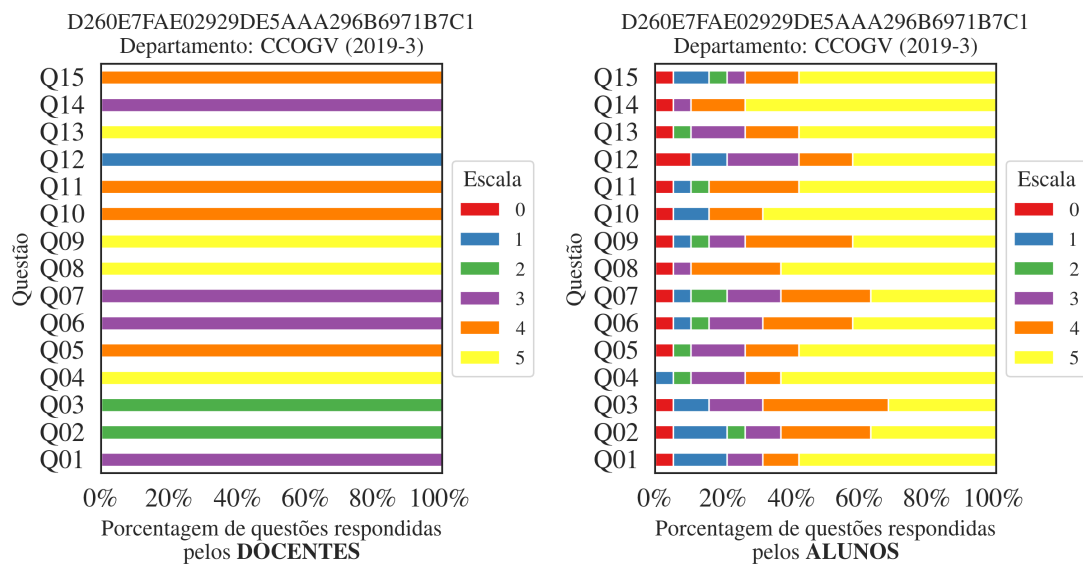 D260E7FAE02929DE5AAA296B6971B7C1
Departamento: CCOGV (2019-3)
Questão
Q15
Q14
Q13
Q12
Q11
Q10
Q09
Q08
Q07
Q06
Q05
Q04
Q03
Q02
Q01
0% 20% 40% 60% 80% 100%
Porcentagem de questões respondidas
pelos DOCENTES
Escala
0
1
2
3
4
5
D260E7FAE02929DE5AAA296B6971B7C1
Departamento: CCOGV (2019-3)
Questão
Q15
Q14
Q13
Q12
Q11
Q10
Q09
Q08
Q07
Q06
Q05
Q04
Q03
Q02
Q01
0% 20% 40% 60% 80% 100%
Porcentagem de questões respondidas
pelos ALUNOS
Escala
0
1
2
3
4
5